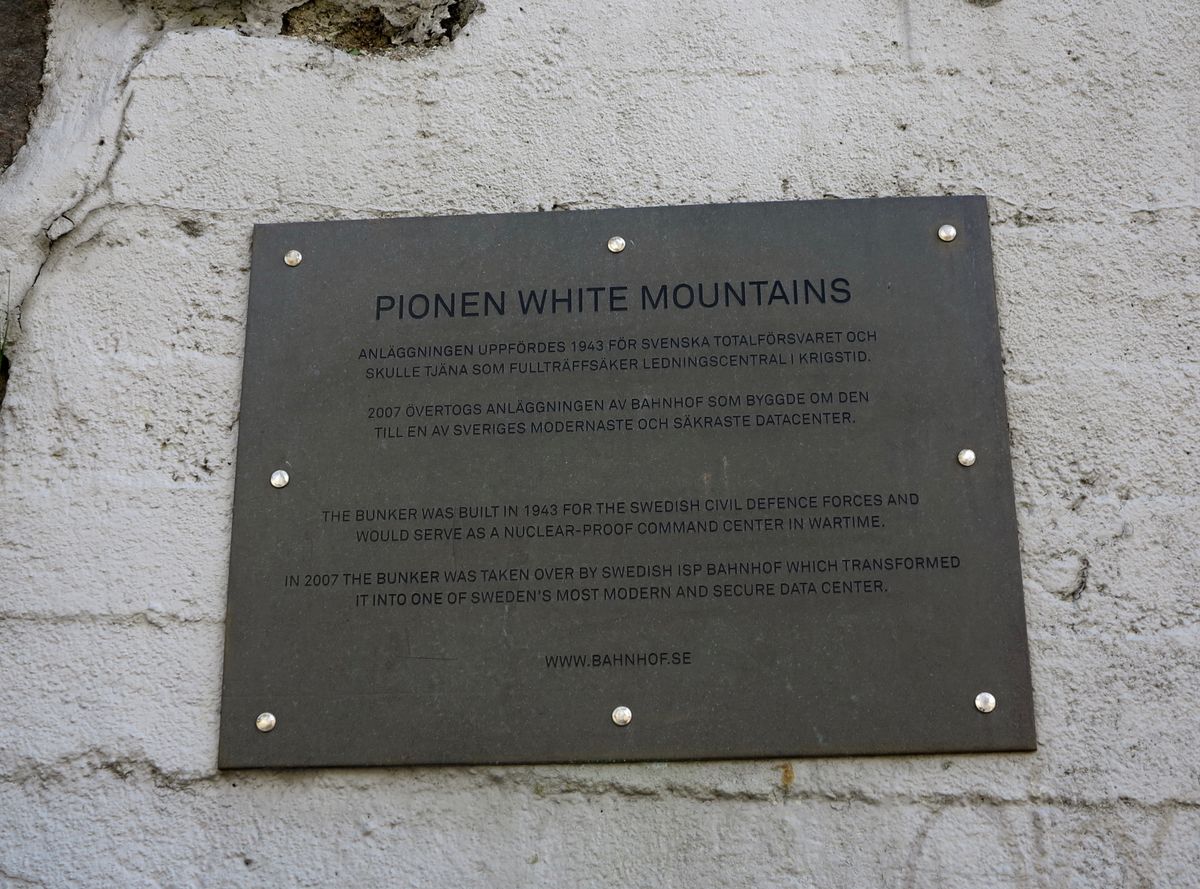 PIONEN WHITE MOUNTAINS
ANLÄGGNINGEN UPPFÖRDES 1943 FÖR SVENSKA TOTALFÖRSVARET OCH
SKULLE TJÄNA SOM FULLTRÄFFSÄKER LEDNINGSCENTRAL I KRIGSTID.
2007 ÖVERTOGS ANLÄGGNINGEN AV BAHNHOF SOM BYGGDE OM DEN
TILL EN AV SVERIGES MODERNASTE OCH SÄKRASTE DATACENTER.
THE BUNKER WAS BUILT IN 1943 FOR THE SWEDISH CIVIL DEFENCE FORCES AND
WOULD SERVE AS A NUCLEAR-PROOF COMMAND CENTER IN WARTIME.
IN 2007 THE BUNKER WAS TAKEN OVER BY SWEDISH ISP BAHNHOF WHICH TRANSFORMED
IT INTO ONE OF SWEDEN'S MOST MODERN AND SECURE DATA CENTER.
WWW.BAHNHOF.SE